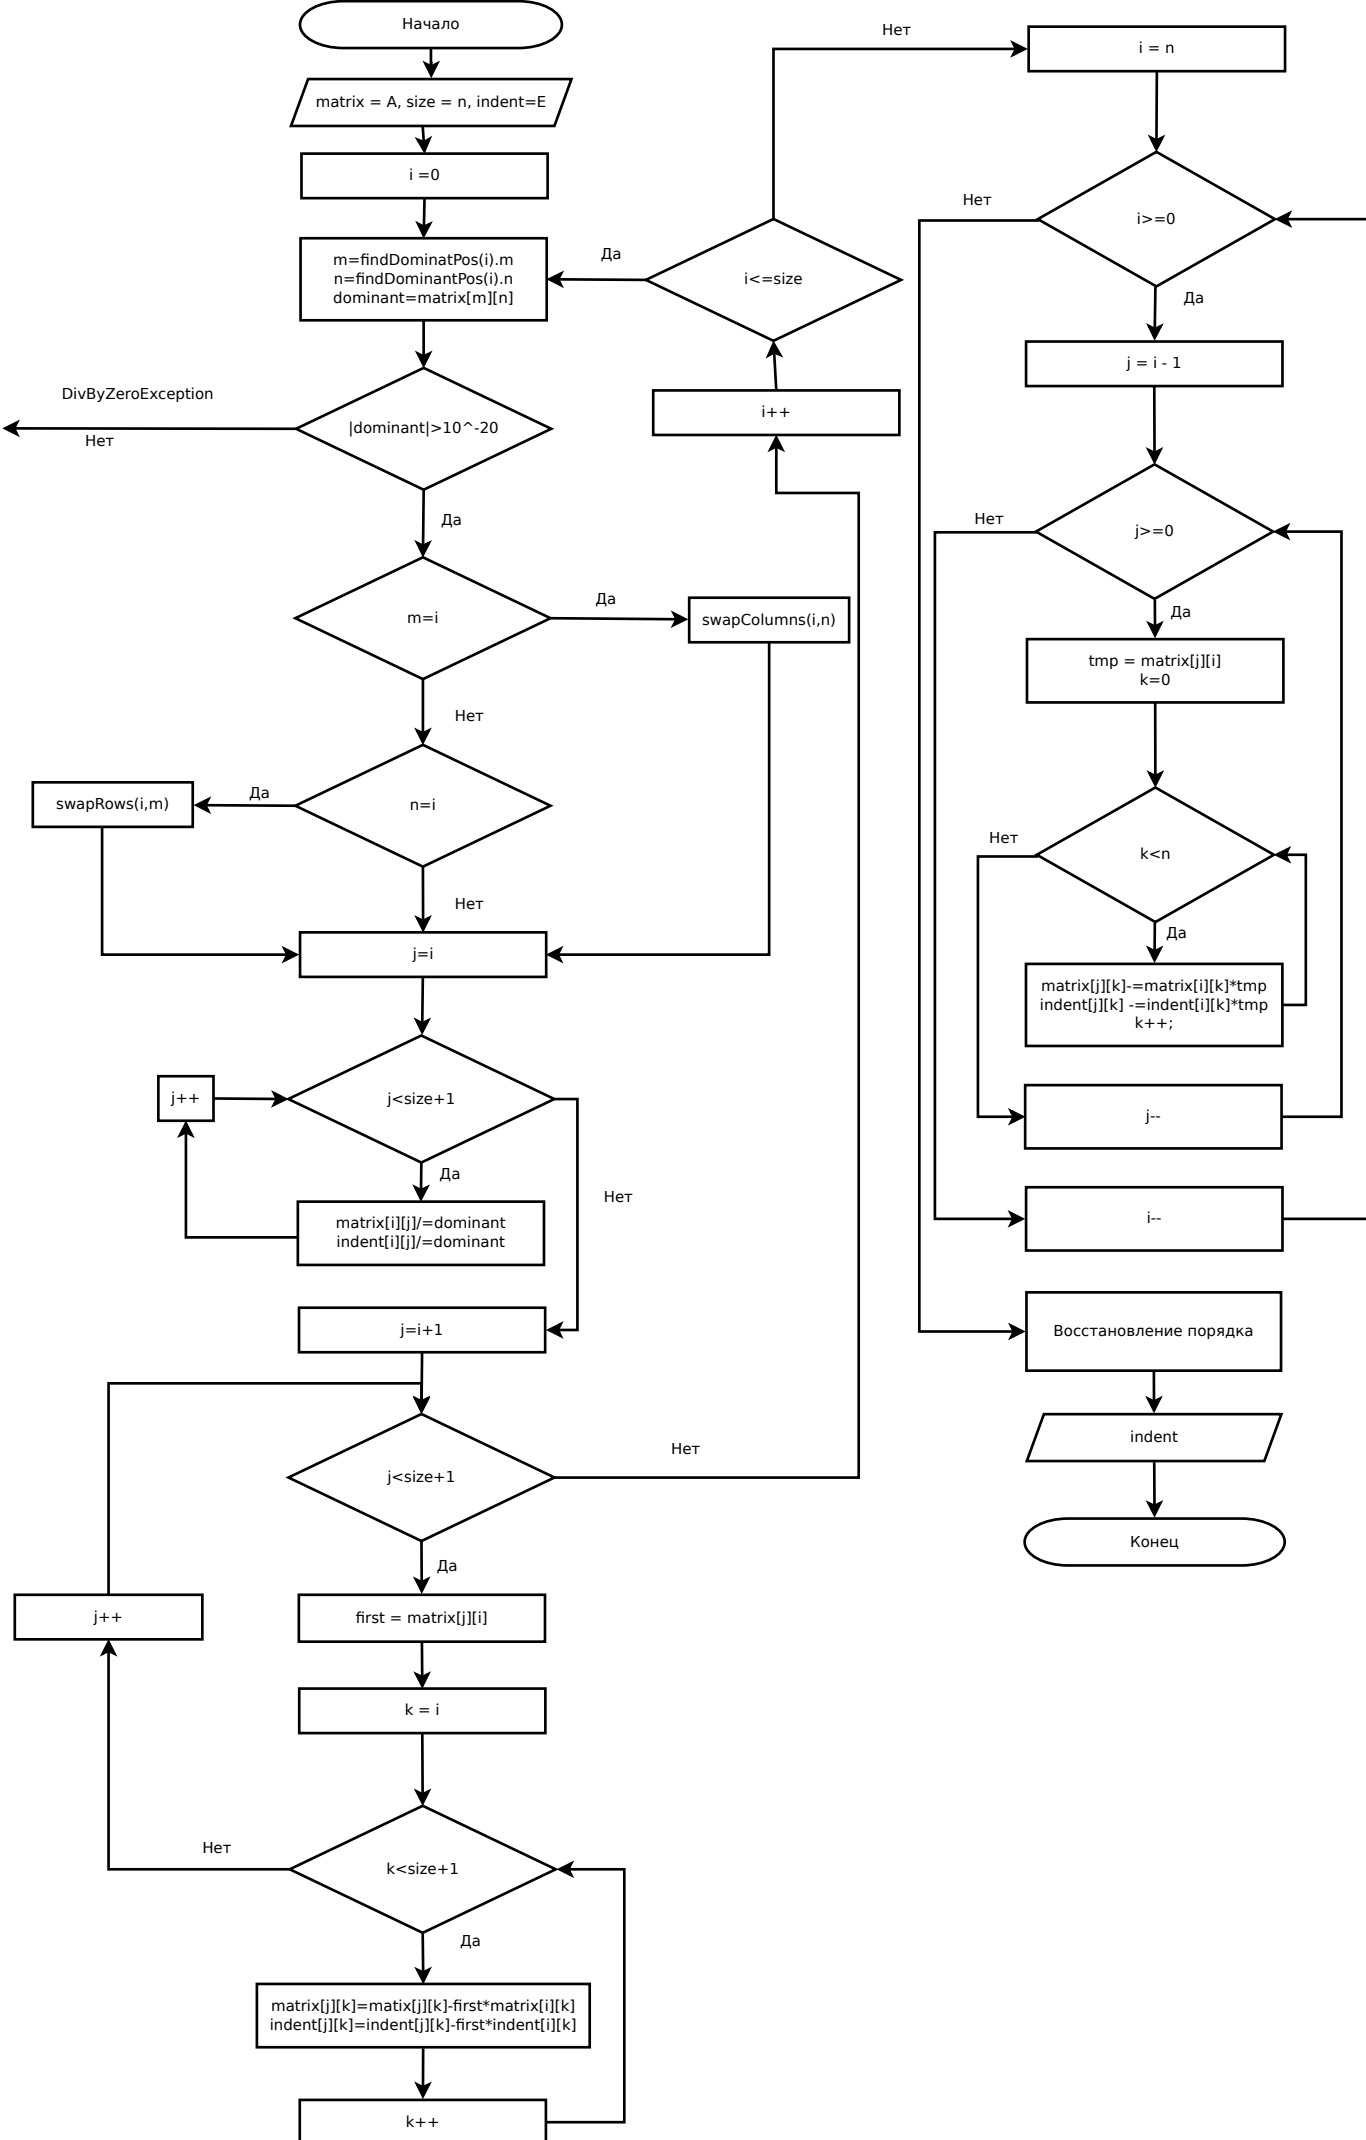 Начало
matrix = A, size = n, indent=E
i =0
m=findDominatPos(i).m
n=findDominantPos(i).n
dominant=matrix[m][n]
DivByZeroException
Нет
|dominant|>10^-20
Да
m=i
Да
swapColumns(i,n)
Нет
n=i
Да
swapRows(i,m)
Нет
j=i
j<size+1
j++
Да
matrix[i][j]/=dominant
indent[i][j]/=dominant
Нет
j=i+1
j<size+1
Нет
Да
first = matrix[j][i]
j++
k = i
k<size+1
Нет
Да
matrix[j][k]=matix[j][k]-first*matrix[i][k]
indent[j][k]=indent[j][k]-first*indent[i][k]
k++
i++
i<=size
Да
Нет
i = n
i>=0
Нет
Да
j = i - 1
j>=0
Нет
Да
tmp = matrix[j][i]
k=0
k<n
Нет
Да
matrix[j][k]-=matrix[i][k]*tmp
indent[j][k] -=indent[i][k]*tmp
k++;
j--
i--
Восстановление порядка
indent
Конец